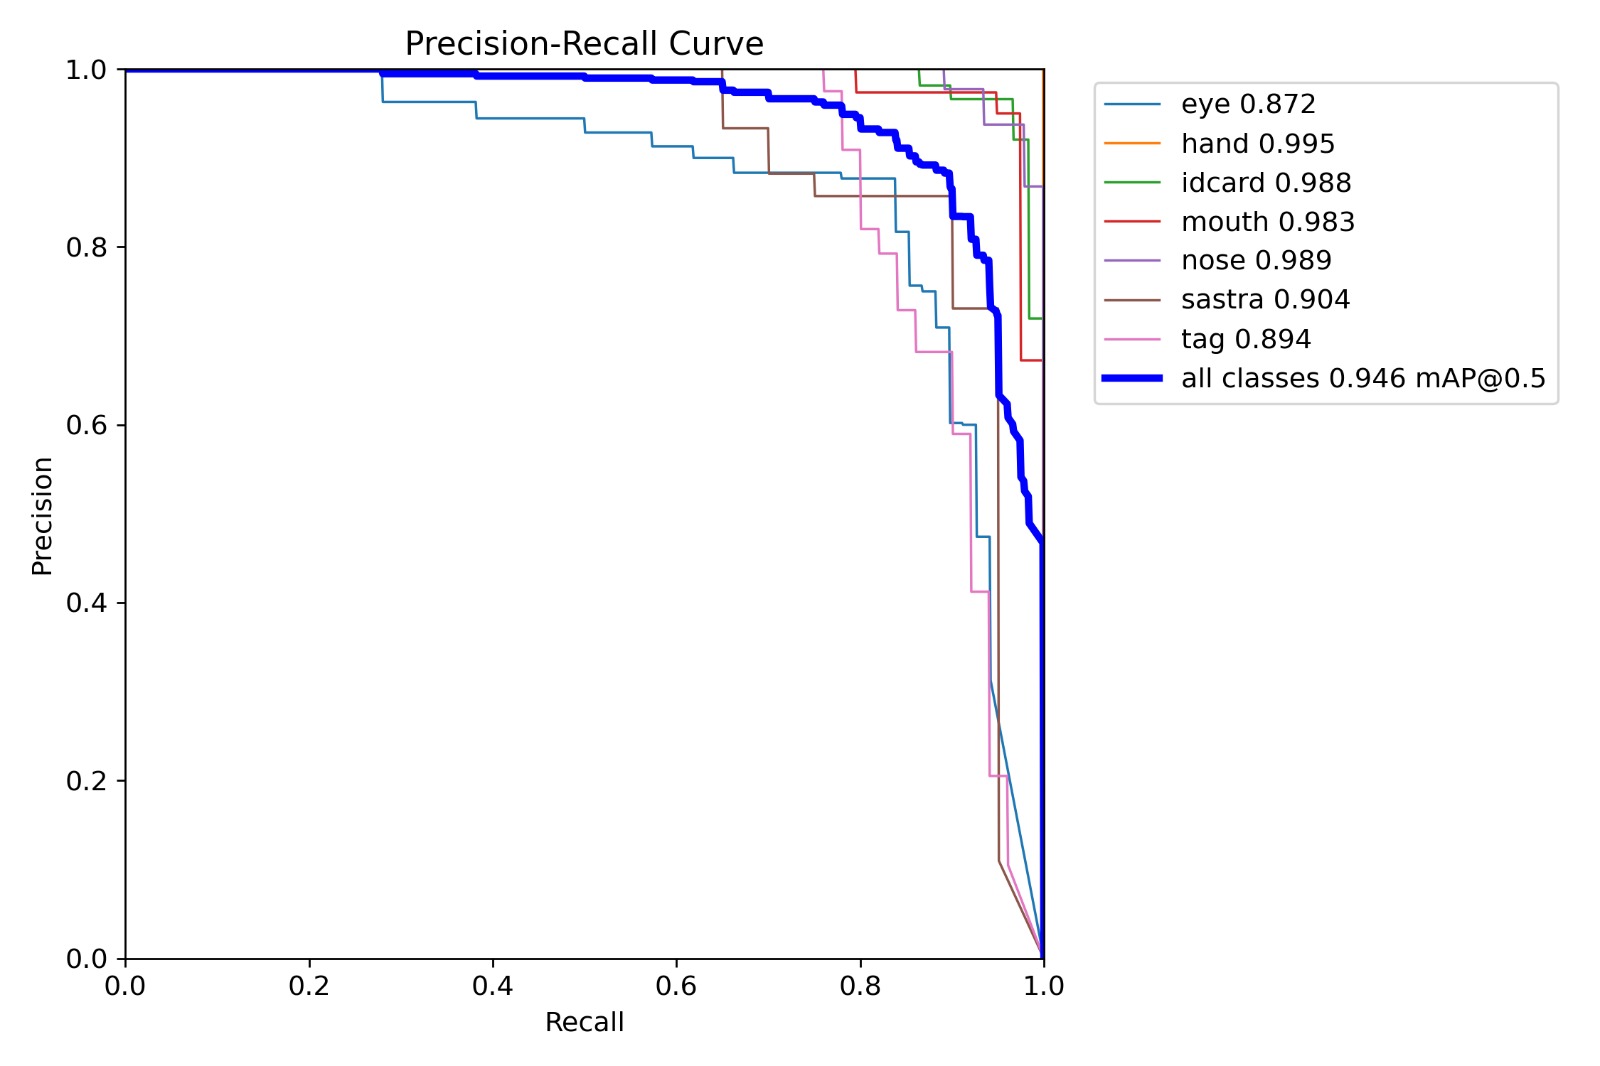 Precision-Recall Curve
1.0
0.8
0.6
0.4
0.2
0.0
Precision
0.0 0.2 0.4 0.6 0.8 1.0
Recall
eye 0.872
hand 0.995
idcard 0.988
mouth 0.983
nose 0.989
sastra 0.904
tag 0.894
all classes 0.946 mAP@0.5